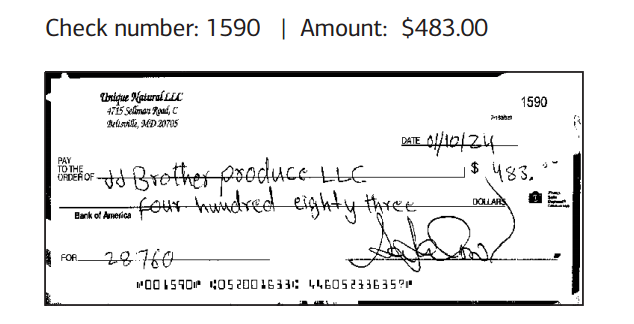 Check number: 1590 | Amount: $483.00
Unique Natural LLC
1590
4715 Sellman Road, C
Beltsville, MD 20705
DATE 01/10/24
PAY
TO THE
ORDER OF JJ Brother produce LLC $ 483.00
four hundred eighty three DOLLARS
Bank of America
FOR 28760
⑈001590⑈ ⑆052001633⑆ 446052336359⑈